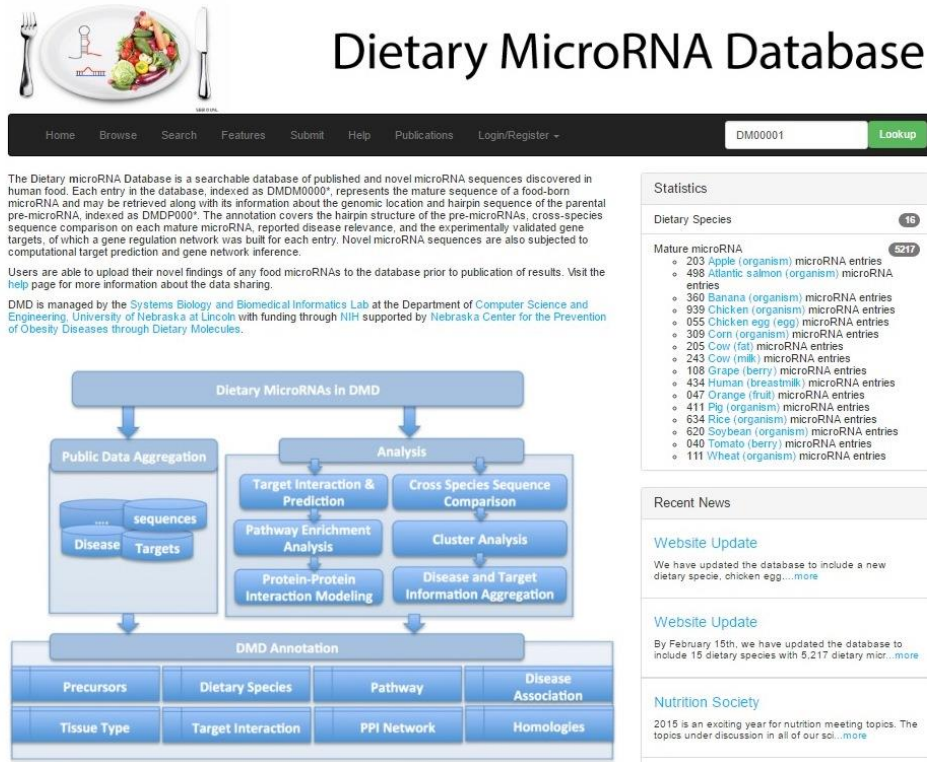 Dietary MicroRNA Database
Home Browse Search Features Submit Help Publications Login/Register
DM00001 Lookup
The Dietary microRNA Database is a searchable database of published and novel microRNA sequences discovered in
human food. Each entry in the database, indexed as DMDM0000*, represents the mature sequence of a food-born
microRNA and may be retrieved along with its information about the genomic location and hairpin sequence of the parental
pre-microRNA, indexed as DMDP000*. The annotation covers the hairpin structure of the pre-microRNAs, cross-species
sequence comparison on each mature microRNA, reported disease relevance, and the experimentally validated gene
targets, of which a gene regulation network was built for each entry. Novel microRNA sequences are also subjected to
computational target prediction and gene network inference.
Users are able to upload their novel findings of any food microRNAs to the database prior to publication of results. Visit the
help page for more information about the data sharing.
DMD is managed by the Systems Biology and Biomedical Informatics Lab at the Department of Computer Science and
Engineering, University of Nebraska at Lincoln with funding through NIH supported by Nebraska Center for the Prevention
of Obesity Diseases through Dietary Molecules.
Dietary MicroRNAs in DMD
Public Data Aggregation
....
sequences
Disease
Targets
Analysis
Target Interaction &
Prediction
Cross Species Sequence
Comparison
Pathway Enrichment
Analysis
Cluster Analysis
Protein-Protein
Interaction Modeling
Disease and Target
Information Aggregation
DMD Annotation
Precursors
Dietary Species
Pathway
Disease
Association
Tissue Type
Target Interaction
PPI Network
Homologies
Statistics
Dietary Species 16
Mature microRNA 5217
203 Apple (organism) microRNA entries
498 Atlantic salmon (organism) microRNA
entries
360 Banana (organism) microRNA entries
939 Chicken (organism) microRNA entries
055 Chicken egg (egg) microRNA entries
309 Corn (organism) microRNA entries
205 Cow (fat) microRNA entries
243 Cow (milk) microRNA entries
108 Grape (berry) microRNA entries
434 Human (breastmilk) microRNA entries
047 Orange (fruit) microRNA entries
411 Pig (organism) microRNA entries
634 Rice (organism) microRNA entries
620 Soybean (organism) microRNA entries
040 Tomato (berry) microRNA entries
111 Wheat (organism) microRNA entries
Recent News
Website Update
We have updated the database to include a new
dietary specie, chicken egg....more
Website Update
By February 15th, we have updated the database to
include 15 dietary species with 5,217 dietary micr...more
Nutrition Society
2015 is an exciting year for nutrition meeting topics. The
topics under discussion in all of our sci...more